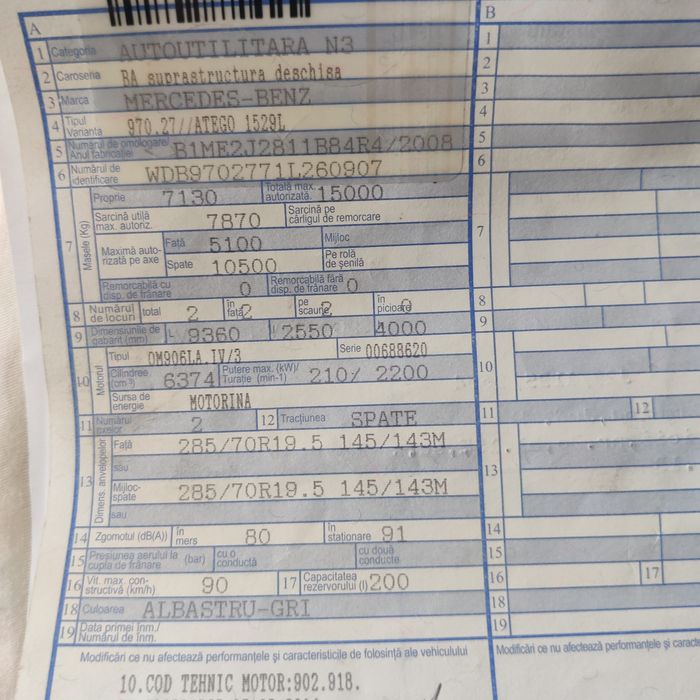 A
B
1 Categoria AUTOUTILITARA N3
2 Caroseria BA suprastructura deschisa
3 Marca MERCEDES-BENZ
4 Tipul Varianta 970.27//ATEGO 1529L
5 Numărul de omologare/ Anul fabricației B1ME2J2811B84R4/2008
6 Numărul de identificare WDB9702771L260907
7 Masele (Kg)
Proprie 7130 Totală max. autorizată. 15000
Sarcină utilă max. autoriz. 7870 Sarcină pe cârligul de remorcare
Maximă autorizată pe axe Față 5100 Mijloc
Spate 10500 Pe rolă de șenilă
Remorcabilă cu disp. de frânare 0 Remorcabilă fără disp. de frânare 0
8 Numărul de locuri total 2 în față 2 pe scaune 2 în picioare 0
9 Dimensiunile de gabarit (mm) L 9360 l 2550 4000
10 Motorul
Tipul OM906LA.IV/3 Serie 00688620
Cilindree (cm³) 6374 Putere max. (kW)/ Turație (min-1) 210/ 2200
Sursa de energie MOTORINA
11 Numărul axelor 2 12 Tracțiunea SPATE
13 Dimens. anvelopelor
Față 285/70R19.5 145/143M
sau
Mijloc-spate 285/70R19.5 145/143M
sau
14 Zgomotul (dB(A)) în mers 80 în staționare 91
15 Presiunea aerului la cupla de frânare (bar) cu o conductă cu două conducte
16 Vit. max. constructivă (km/h) 90 17 Capacitatea rezervorului (l) 200
18 Culoarea ALBASTRU-GRI
19 Data primei înm./ Numărul de înm.
Modificări ce nu afectează performanțele și caracteristicile de folosință ale vehiculului
10.COD TEHNIC MOTOR:902.918.
1
2
3
4
5
6
7
8
9
10
11 12
13
14
15
16 17
18
19
Modificări ce nu afectează performanțele și caracte